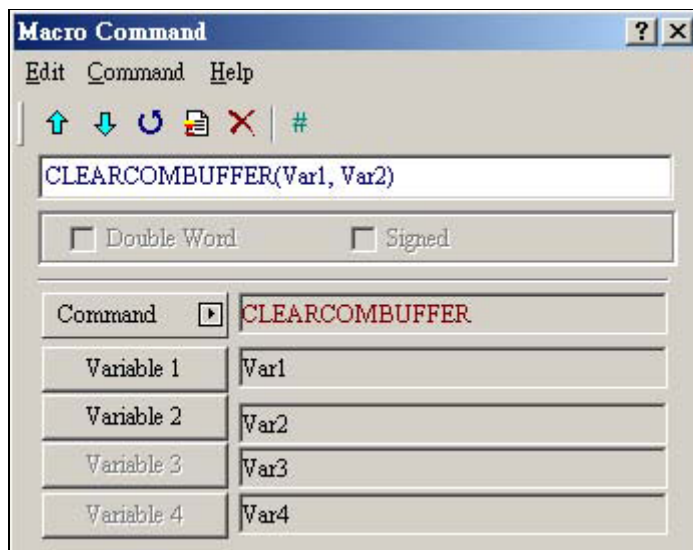 Macro Command
Edit Command Help
#
CLEARCOMBUFFER(Var1, Var2)
Double Word Signed
Command CLEARCOMBUFFER
Variable 1 Var1
Variable 2 Var2
Variable 3 Var3
Variable 4 Var4